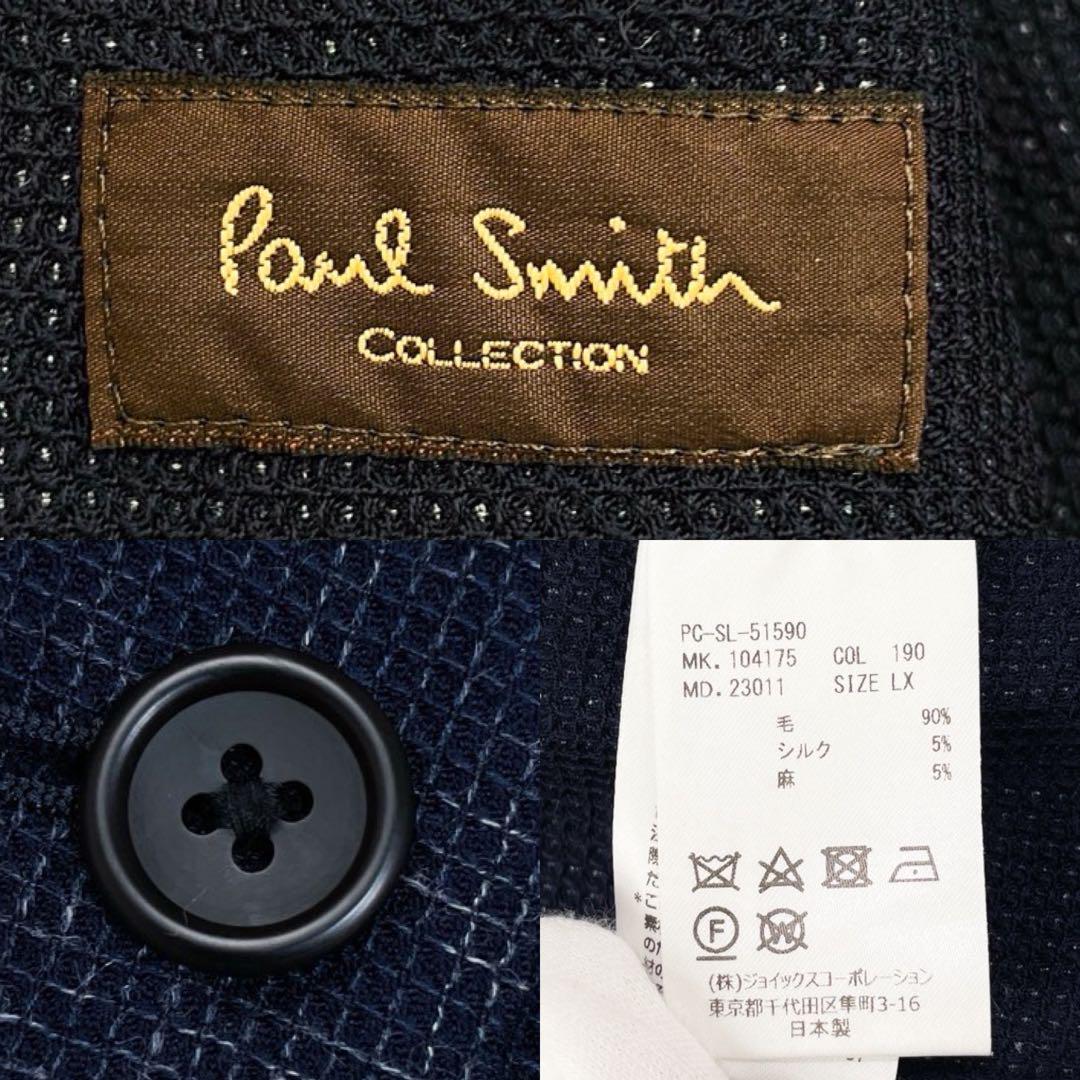 Paul Smith
COLLECTION
PC-SL-51590
MK. 104175 COL 190
MD. 23011 SIZE LX
毛 90%
シルク 5%
麻 5%
F W
(株)ジョイックスコーポレーション
東京都千代田区隼町3-16
日本製